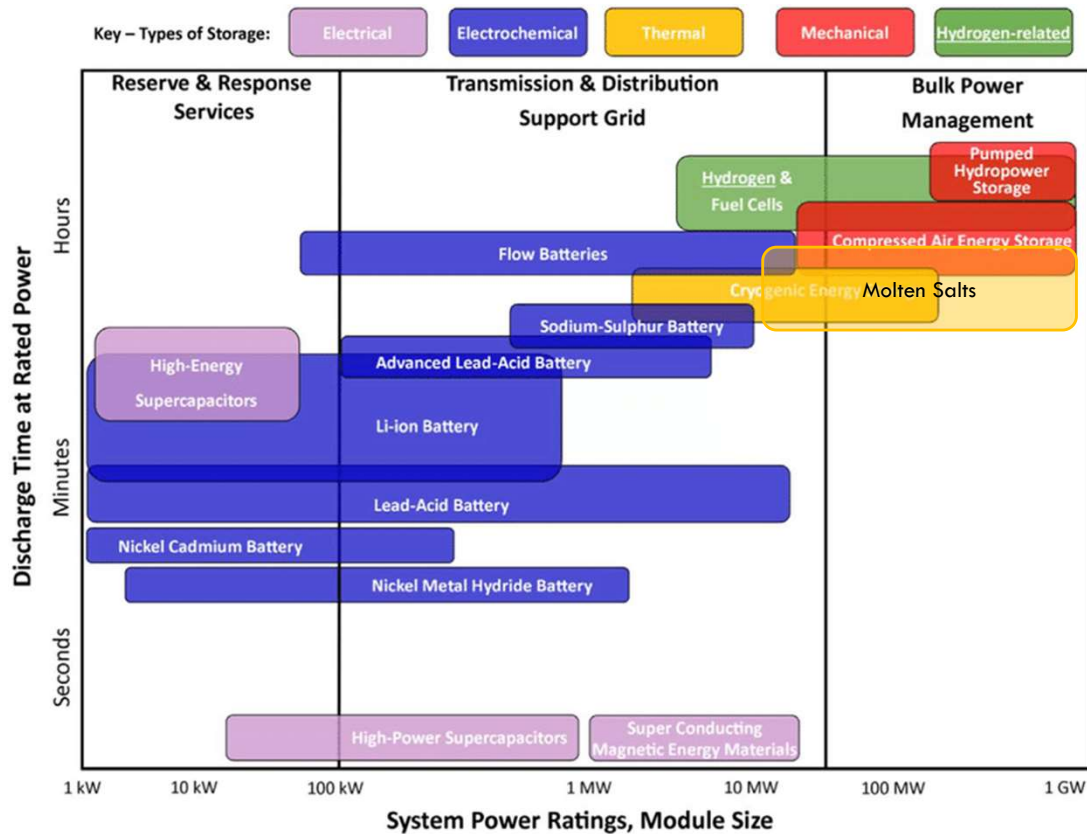 Key – Types of Storage:
Electrical
Electrochemical
Thermal
Mechanical
Hydrogen-related
Reserve & Response
Services
Transmission & Distribution
Support Grid
Bulk Power
Management
Pumped
Hydropower
Storage
Hydrogen &
Fuel Cells
Compressed Air Energy Storage
Flow Batteries
Cryogenic Energy
Molten Salts
Sodium-Sulphur Battery
Advanced Lead-Acid Battery
High-Energy
Supercapacitors
Li-ion Battery
Lead-Acid Battery
Nickel Cadmium Battery
Nickel Metal Hydride Battery
High-Power Supercapacitors
Super Conducting
Magnetic Energy Materials
Discharge Time at Rated Power
Hours
Minutes
Seconds
1 kW
10 kW
100 kW
1 MW
10 MW
100 MW
1 GW
System Power Ratings, Module Size